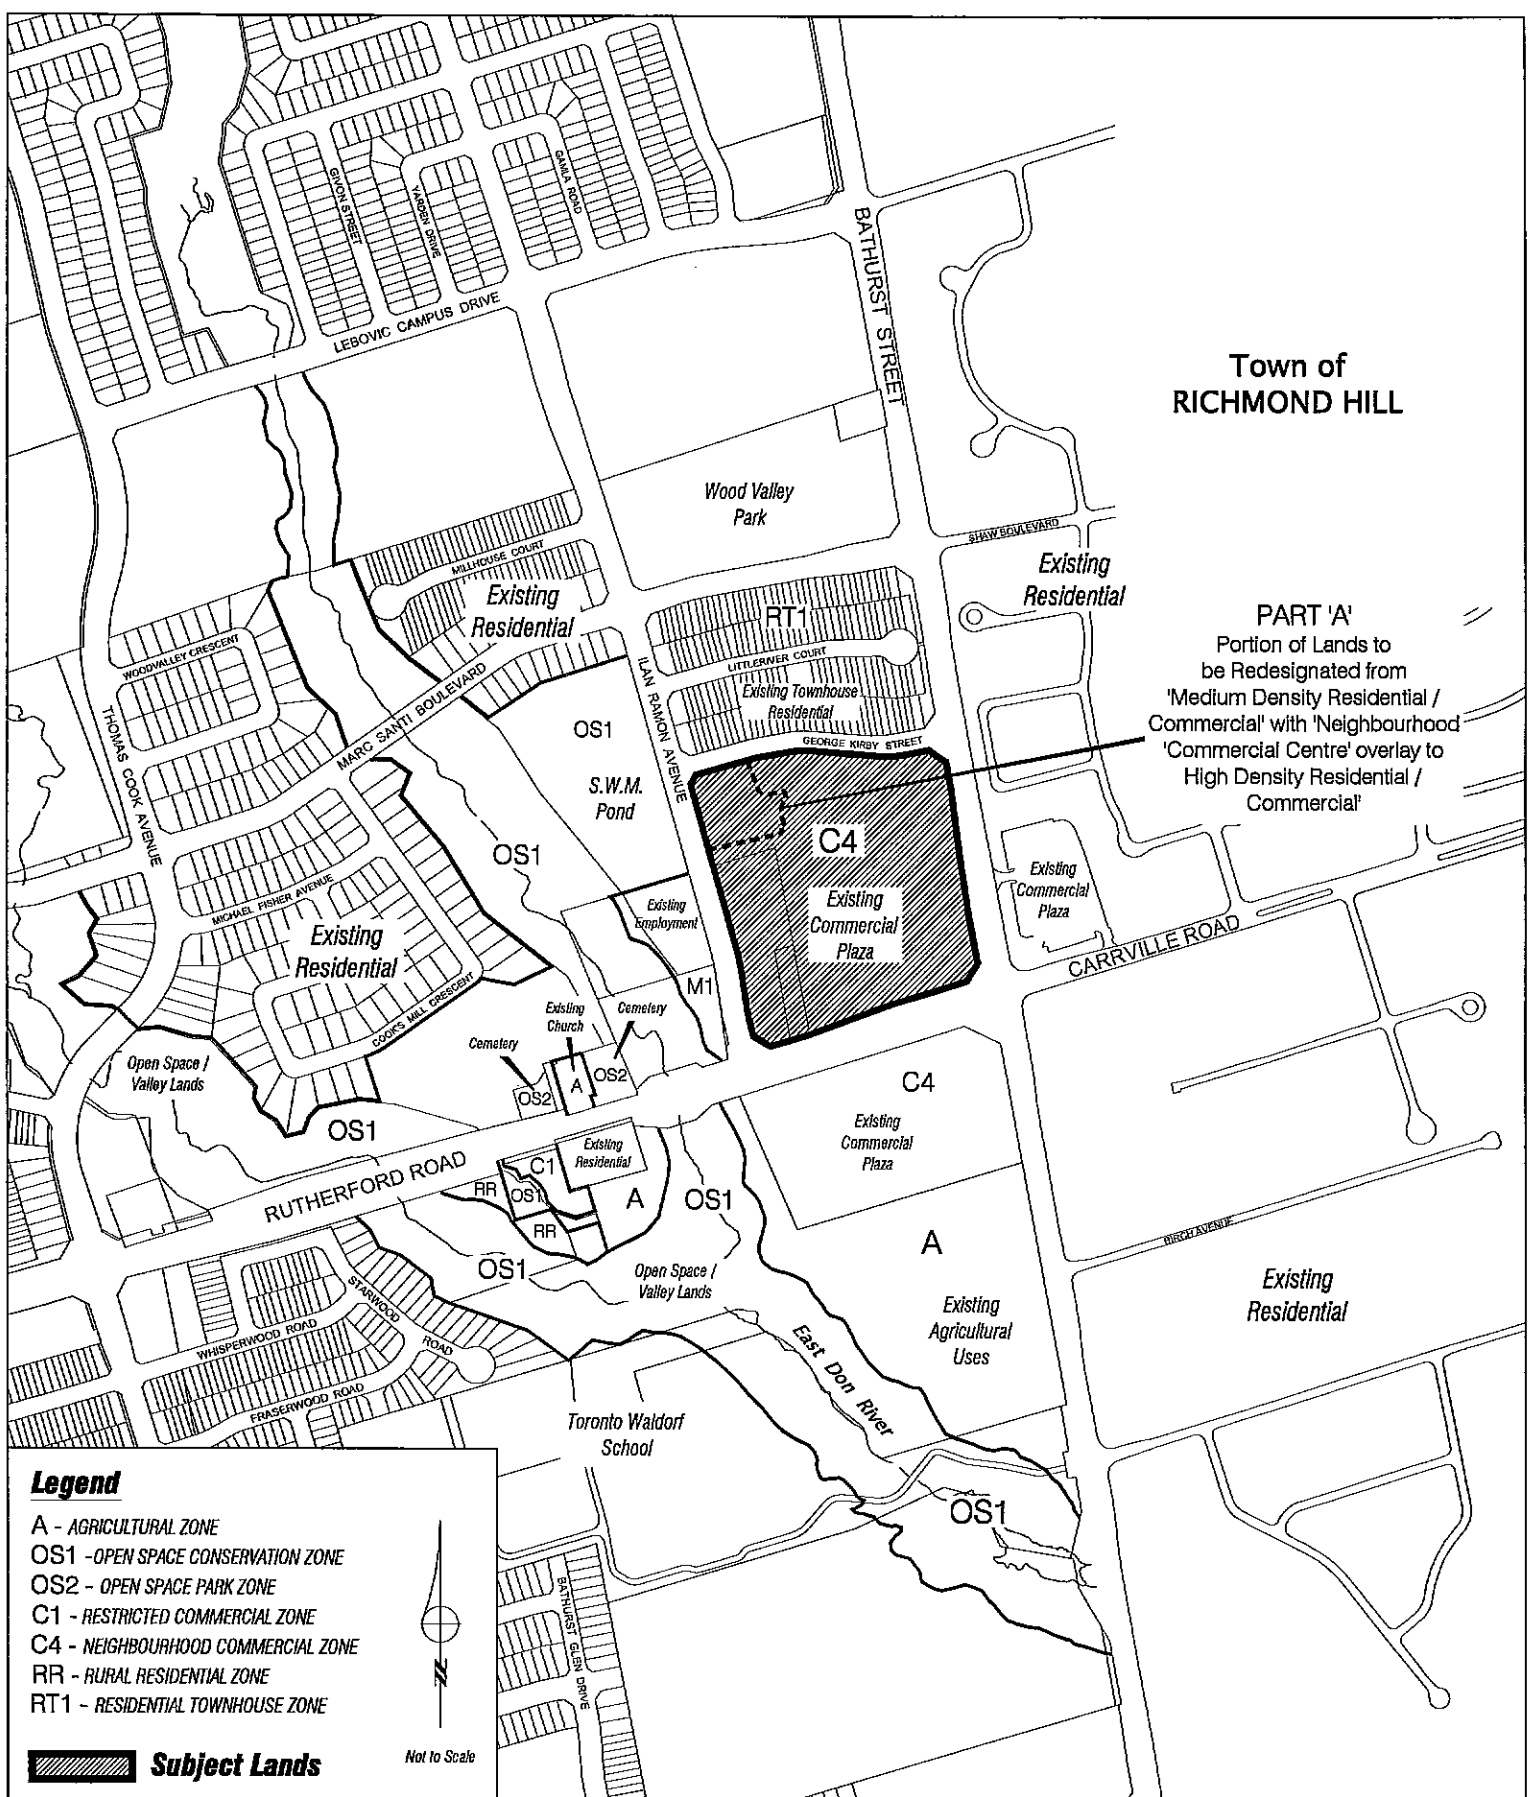 GIVON STREET
YARDEN DRIVE
GAMLA ROAD
BATHURST STREET
LEBOVIC CAMPUS DRIVE
Town of
RICHMOND HILL
Wood Valley
Park
SHAW BOULEVARD
MILLHOUSE COURT
Existing
Residential
Existing
Residential
RT1
PART 'A'
Portion of Lands to
be Redesignated from
'Medium Density Residential /
Commercial' with 'Neighbourhood
'Commercial Centre' overlay to
High Density Residential /
Commercial'
WOODVALLEY CRESCENT
LITTLERIVER COURT
ILAN RAMON AVENUE
Existing Townhouse
Residential
MARC SANTI BOULEVARD
THOMAS COOK AVENUE
OS1
GEORGE KIRBY STREET
S.W.M.
Pond
C4
OS1
Existing
Commercial
Plaza
Existing
Commercial
Plaza
MICHAEL FISHER AVENUE
Existing
Employment
Existing
Residential
CARRVILLE ROAD
M1
COOK'S MILL CRESCENT
Existing
Church
Cemetery
Cemetery
Open Space /
Valley Lands
OS2
A
OS2
C4
OS1
Existing
Commercial
Plaza
Existing
Residential
C1
RUTHERFORD ROAD
RR
OS1
A
OS1
RR
BIRCH AVENUE
A
OS1
Open Space /
Valley Lands
Existing
Residential
STARWOOD ROAD
Existing
Agricultural
Uses
WHISPERWOOD ROAD
East Don River
FRASERWOOD ROAD
Toronto Waldorf
School
OS1
BATHURST GLEN DRIVE
Legend
A - AGRICULTURAL ZONE
OS1 -OPEN SPACE CONSERVATION ZONE
OS2 - OPEN SPACE PARK ZONE
C1 - RESTRICTED COMMERCIAL ZONE
C4 - NEIGHBOURHOOD COMMERCIAL ZONE
RR - RURAL RESIDENTIAL ZONE
RT1 - RESIDENTIAL TOWNHOUSE ZONE
N
Subject Lands
Not to Scale